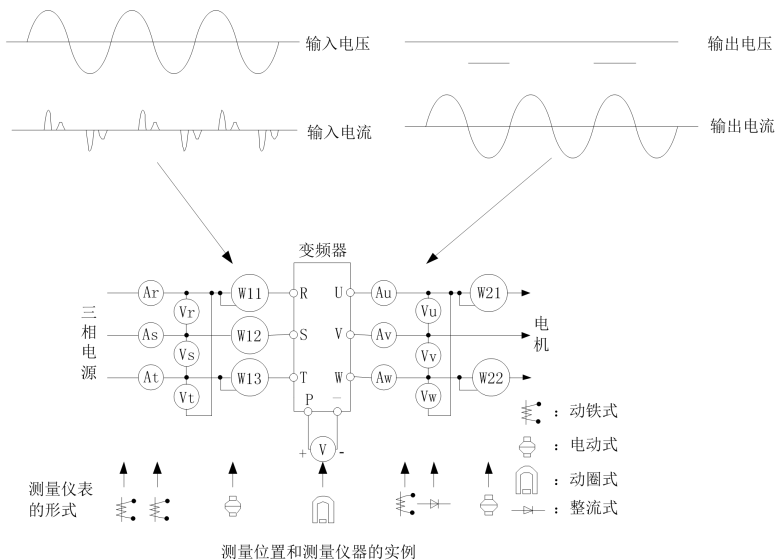 输入电压
输出电压
输入电流
输出电流
变频器
三相电源
Ar
Vr
W11
R
U
Au
Vu
W21
As
Vs
W12
S
V
Av
Vv
电机
At
Vt
W13
T
W
Aw
Vw
W22
P
—
+
V
-
：动铁式
：电动式
：动圈式
：整流式
测量仪表
的形式
测量位置和测量仪器的实例